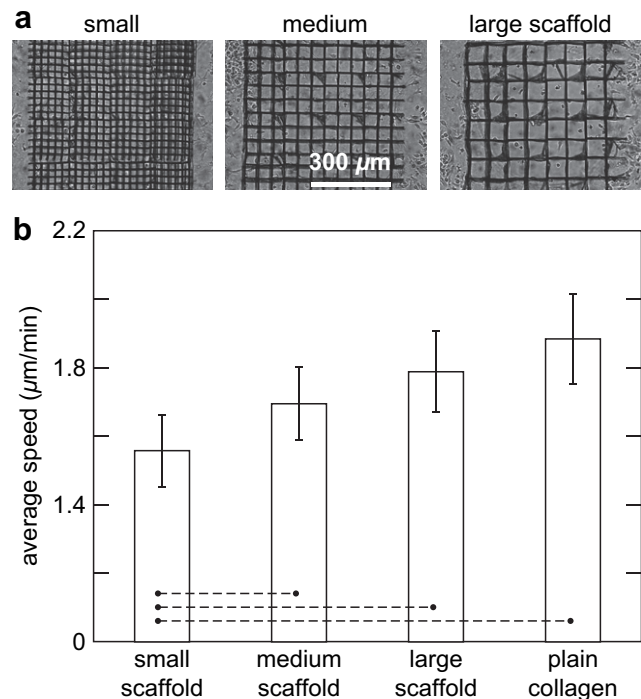 a
small medium large scaffold
300 µm
b
2.2
1.8
1.4
0
average speed (µm/min)
small scaffold
medium scaffold
large scaffold
plain collagen